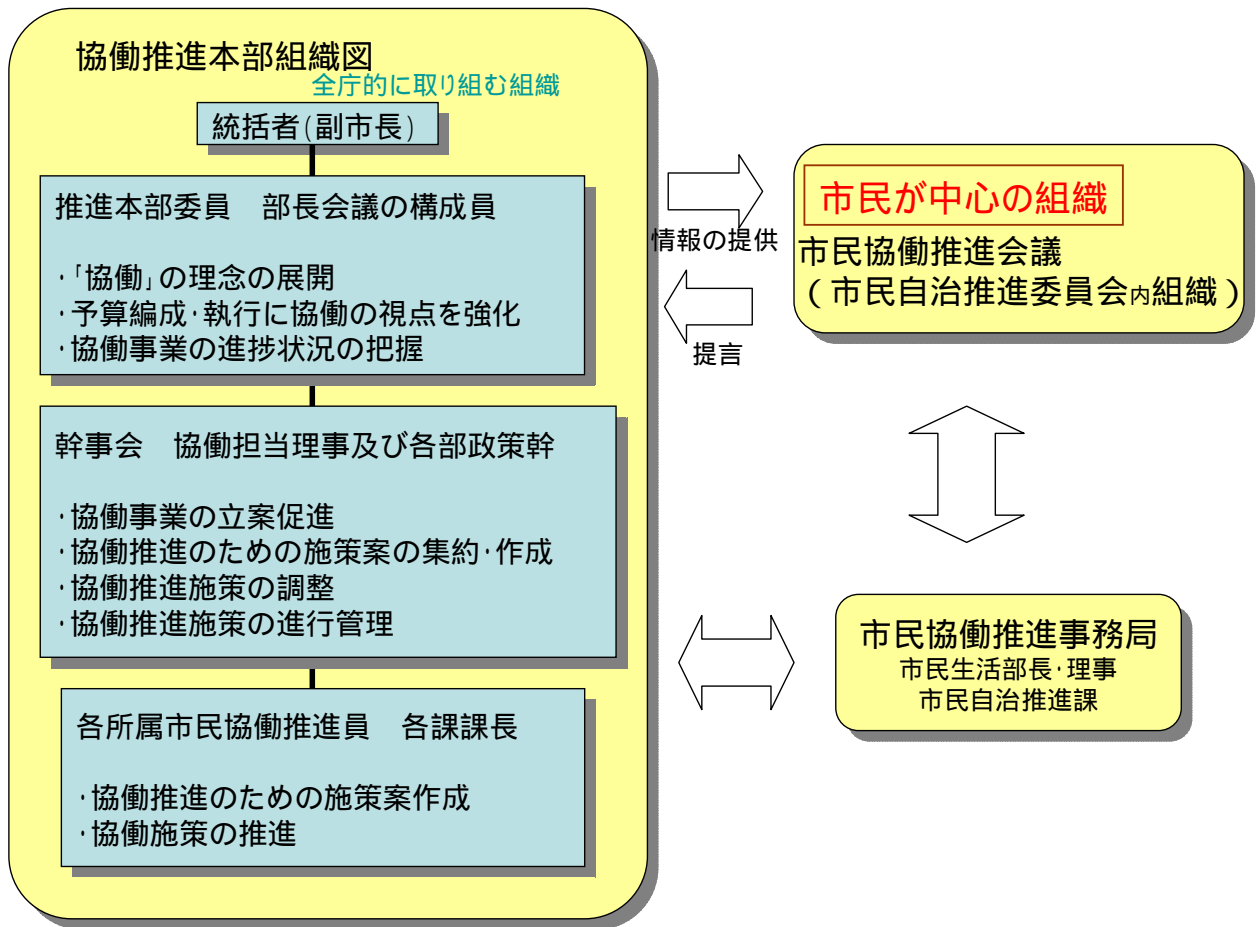 協働推進本部組織図
全庁的に取り組む組織
統括者(副市長)
推進本部委員　部長会議の構成員
・「協働」の理念の展開
・予算編成・執行に協働の視点を強化
・協働事業の進捗状況の把握
幹事会　協働担当理事及び各部政策幹
・協働事業の立案促進
・協働推進のための施策案の集約・作成
・協働推進施策の調整
・協働推進施策の進行管理
各所属市民協働推進員　各課課長
・協働推進のための施策案作成
・協働施策の推進
情報の提供
提言
市民が中心の組織
市民協働推進会議
（市民自治推進委員会内組織）
市民協働推進事務局
市民生活部長・理事
市民自治推進課